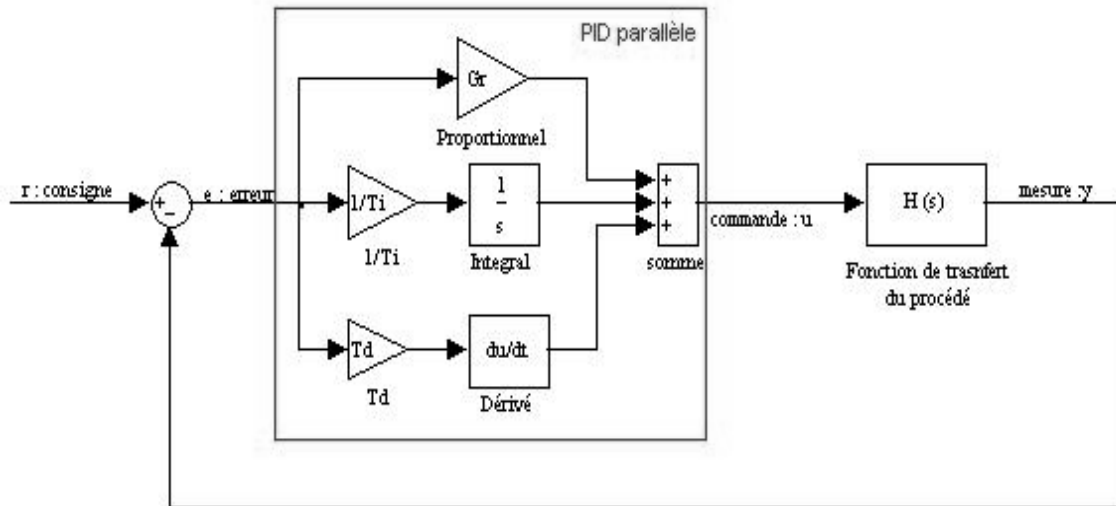 PID parallèle
Gr
Proportionnel
r : consigne
+
−
e : erreur
1/Ti
1/Ti
1
s
Integral
+
+
+
somme
commande : u
H (s)
mesure :y
Fonction de trasnfert
du procédé
Td
Td
du/dt
Dérivé